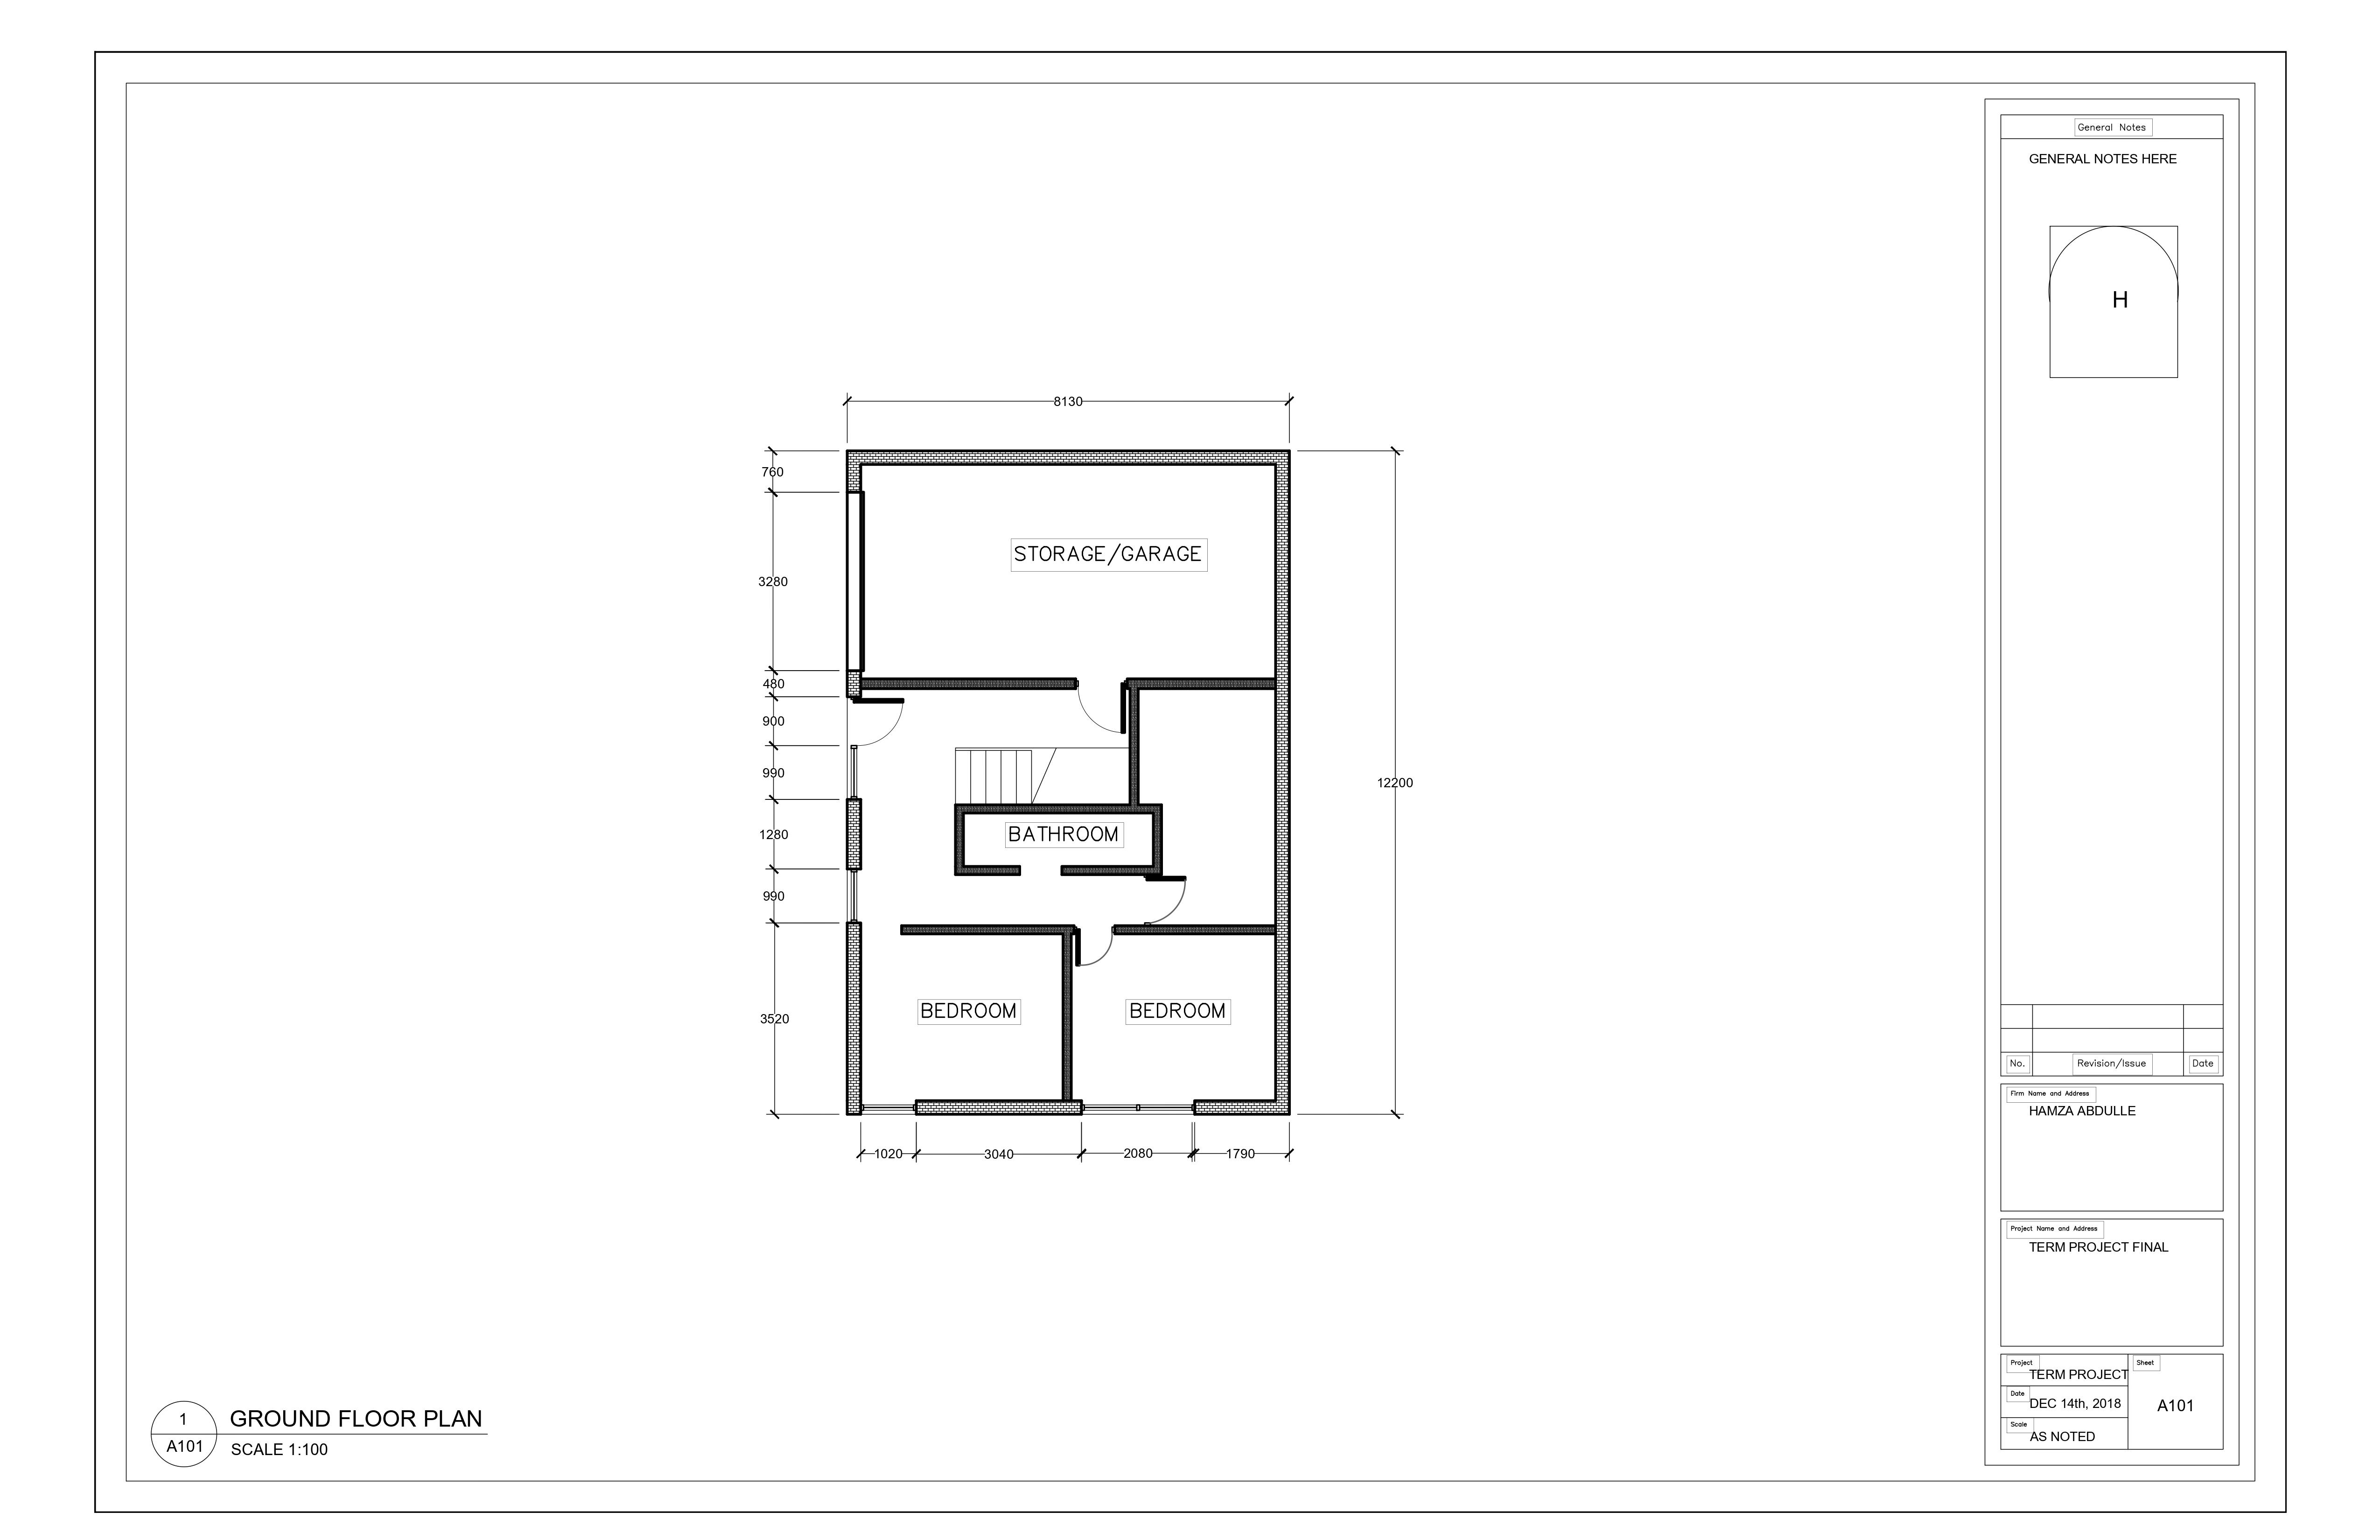 8130
760
3280
480
900
990
1280
990
3520
12200
STORAGE/GARAGE
BATHROOM
BEDROOM
BEDROOM
1020
3040
2080
1790
1
A101
GROUND FLOOR PLAN
SCALE 1:100
General Notes
GENERAL NOTES HERE
H
No.
Revision/Issue
Date
Firm Name and Address
HAMZA ABDULLE
Project Name and Address
TERM PROJECT FINAL
Project
TERM PROJECT
Date
DEC 14th, 2018
Scale
AS NOTED
Sheet
A101